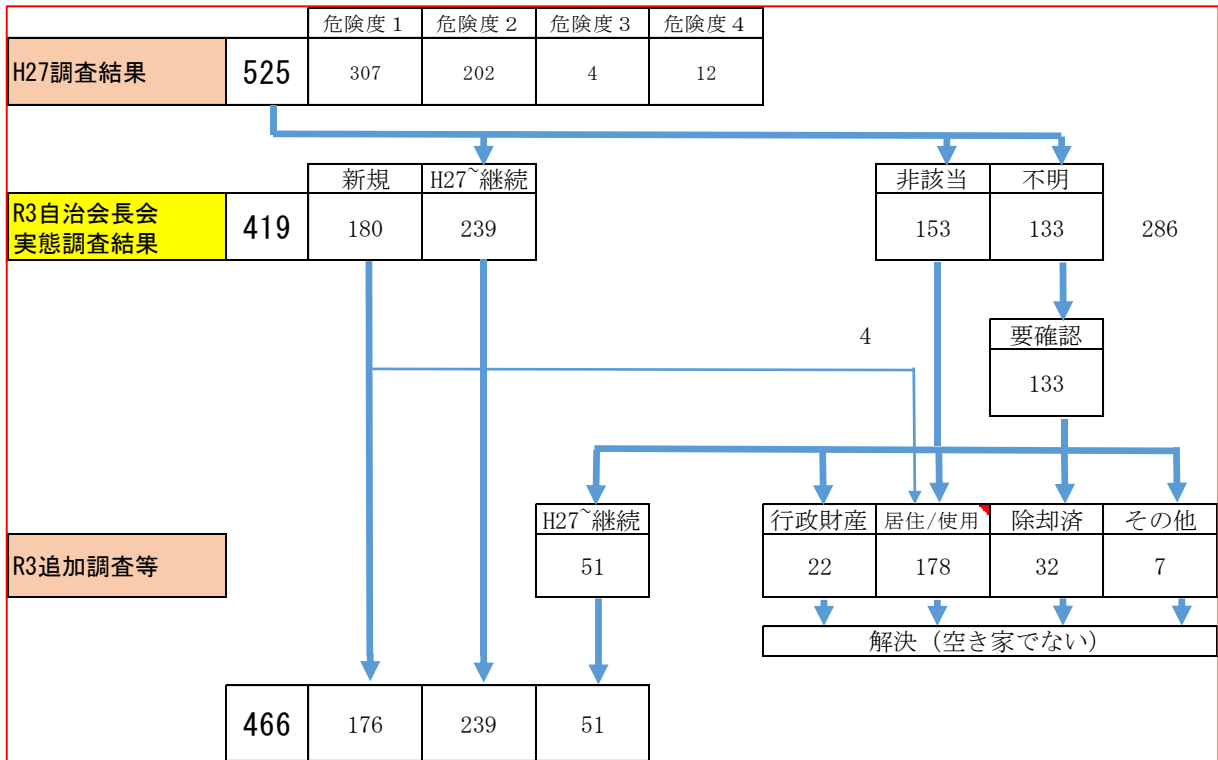 危険度１ 危険度２ 危険度３ 危険度４
H27調査結果 525 307 202 4 12
新規 H27~継続 非該当 不明
R3自治会長会
実態調査結果 419 180 239 153 133 286
4 要確認
133
H27~継続 行政財産 居住/使用 除却済 その他
R3追加調査等 51 22 178 32 7
解決（空き家でない）
466 176 239 51